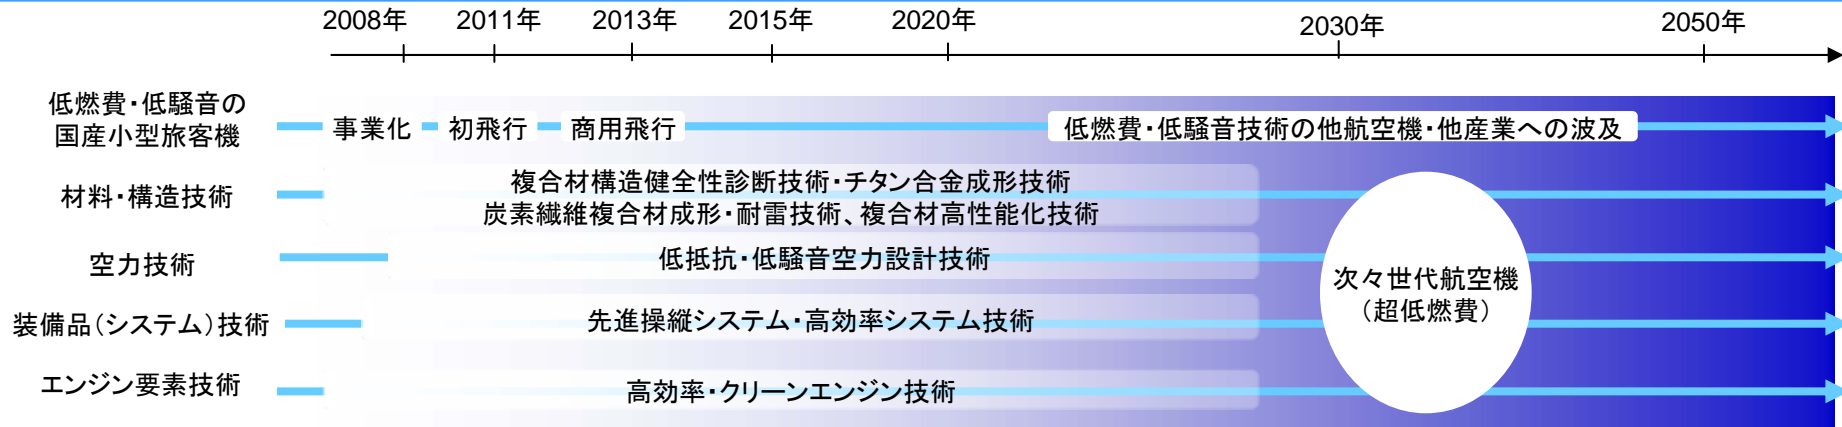 2008年 2011年 2013年 2015年 2020年 2030年 2050年
低燃費・低騒音の
国産小型旅客機
事業化 初飛行 商用飛行 低燃費・低騒音技術の他航空機・他産業への波及
材料・構造技術
複合材構造健全性診断技術・チタン合金成形技術
炭素繊維複合材成形・耐雷技術、複合材高性能化技術
空力技術
低抵抗・低騒音空力設計技術
装備品(システム)技術
先進操縦システム・高効率システム技術
エンジン要素技術
高効率・クリーンエンジン技術
次々世代航空機
(超低燃費)